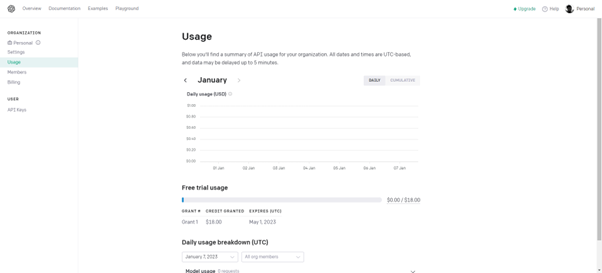 Overview Documentation Examples Playground
Upgrade Help Personal
ORGANIZATION
Personal
Settings
Usage
Members
Billing
USER
API Keys
Usage
Below you'll find a summary of API usage for your organization. All dates and times are UTC-based,
and data may be delayed up to 5 minutes.
January
DAILY CUMULATIVE
Daily usage (USD)
$1.00
$0.80
$0.60
$0.40
$0.20
$0.00
01 Jan 02 Jan 03 Jan 04 Jan 05 Jan 06 Jan 07 Jan
Free trial usage
$0.00 / $18.00
GRANT # CREDIT GRANTED EXPIRES (UTC)
Grant 1 $18.00 May 1, 2023
Daily usage breakdown (UTC)
January 7, 2023 All org members
Model usage 0 requests